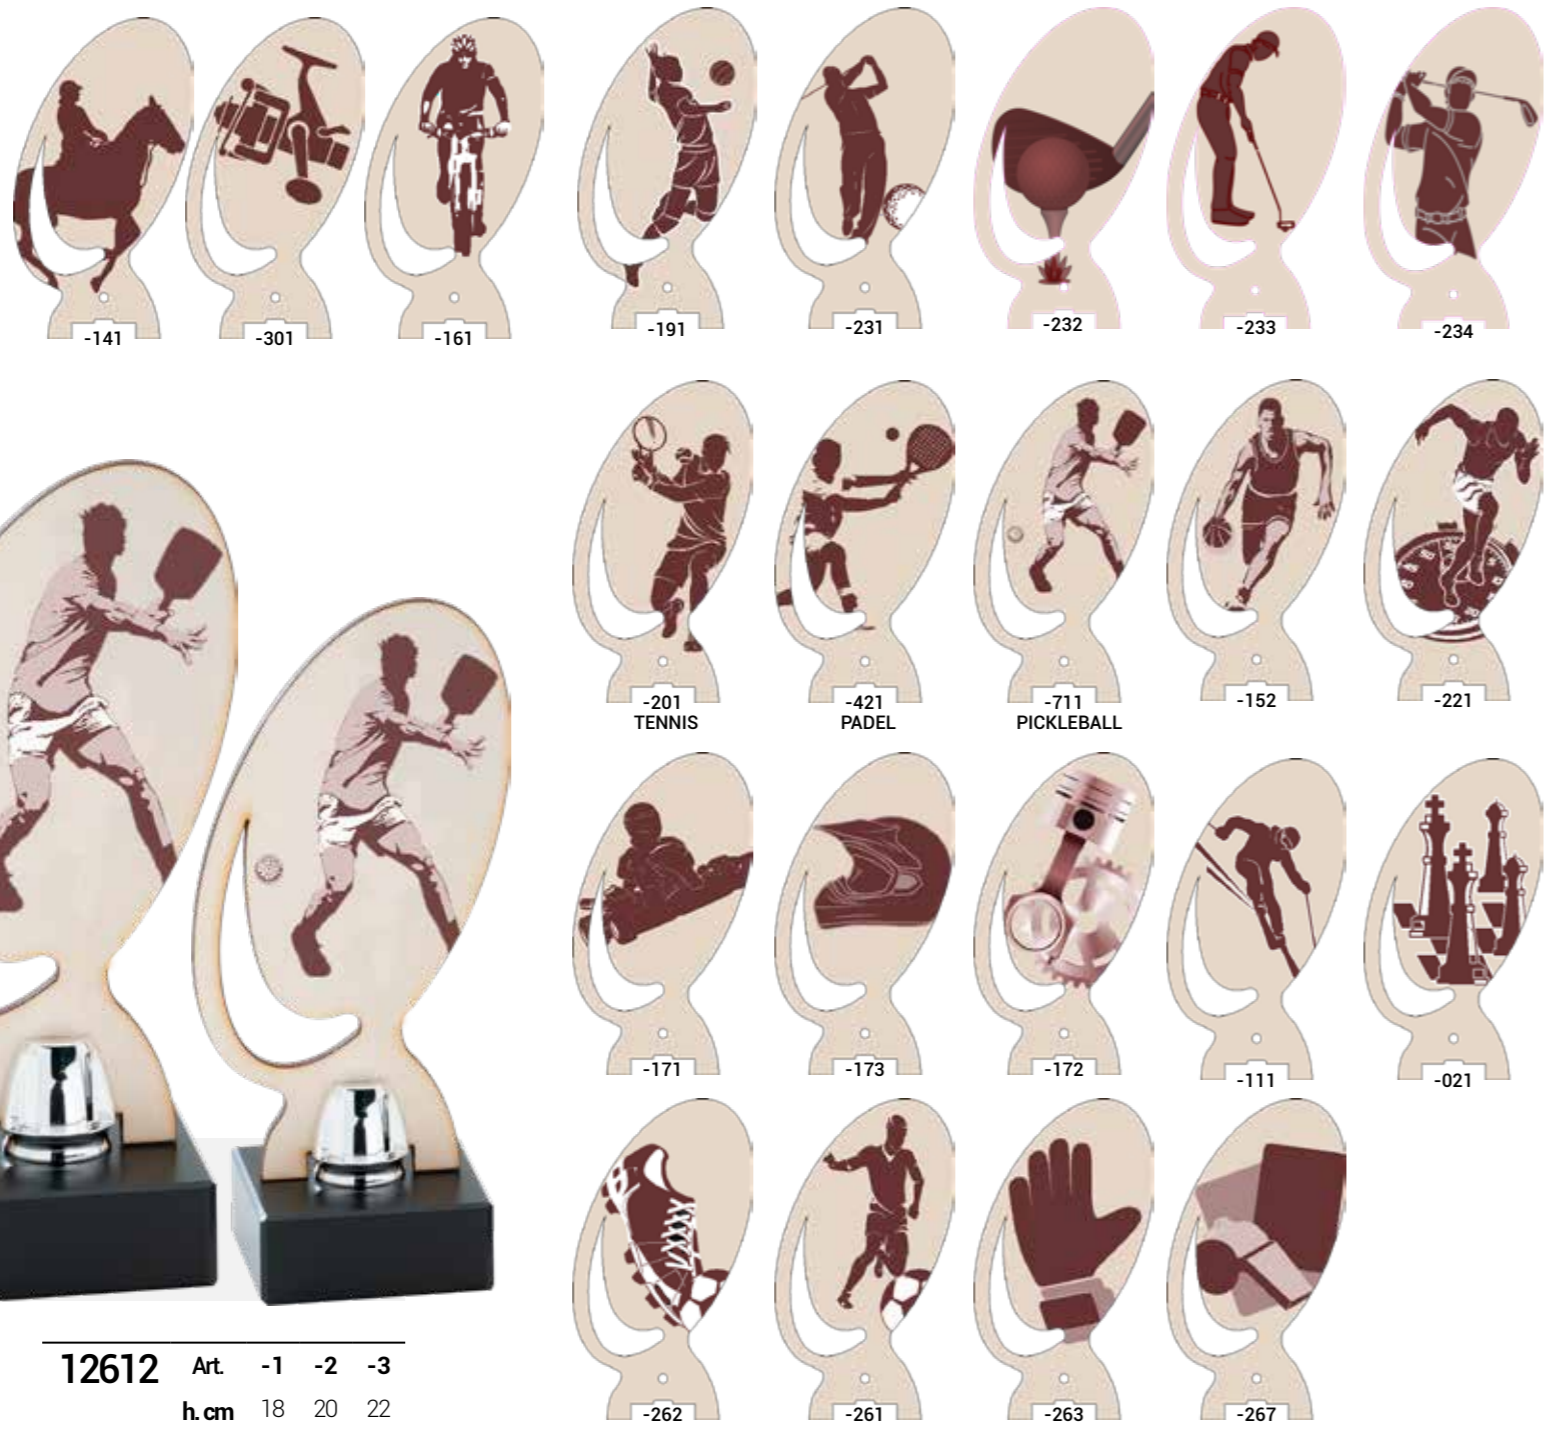 -141 -301 -161 -191 -231 -232 -233 -234
-201 -421 -711 -152 -221
TENNIS PADEL PICKLEBALL
-171 -173 -172 -111 -021
-262 -261 -263 -267
12612 Art. -1 -2 -3
h. cm 18 20 22